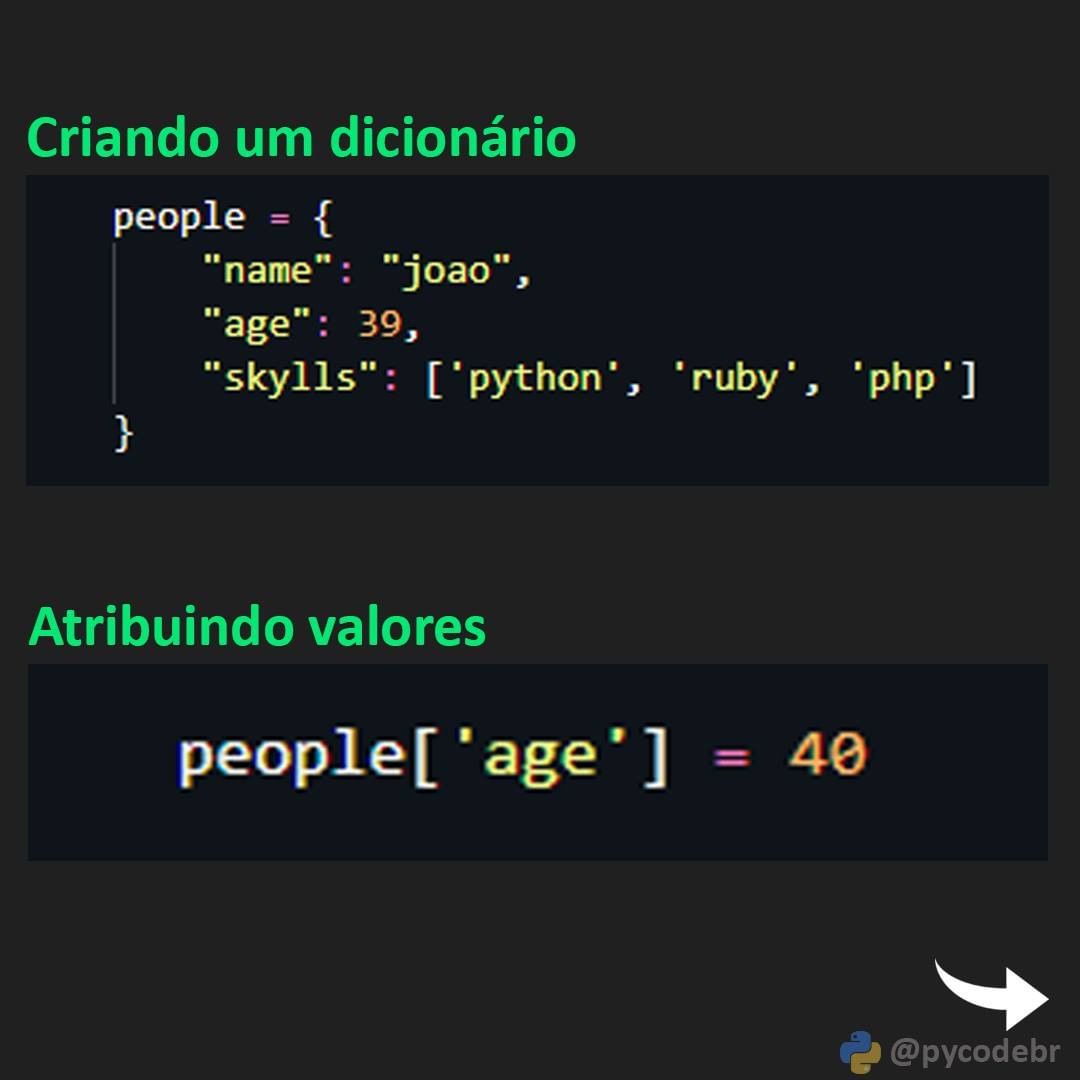 Criando um dicionário
people = {
"name": "joao",
"age": 39,
"skylls": ['python', 'ruby', 'php']
}
Atribuindo valores
people['age'] = 40
@pycodebr